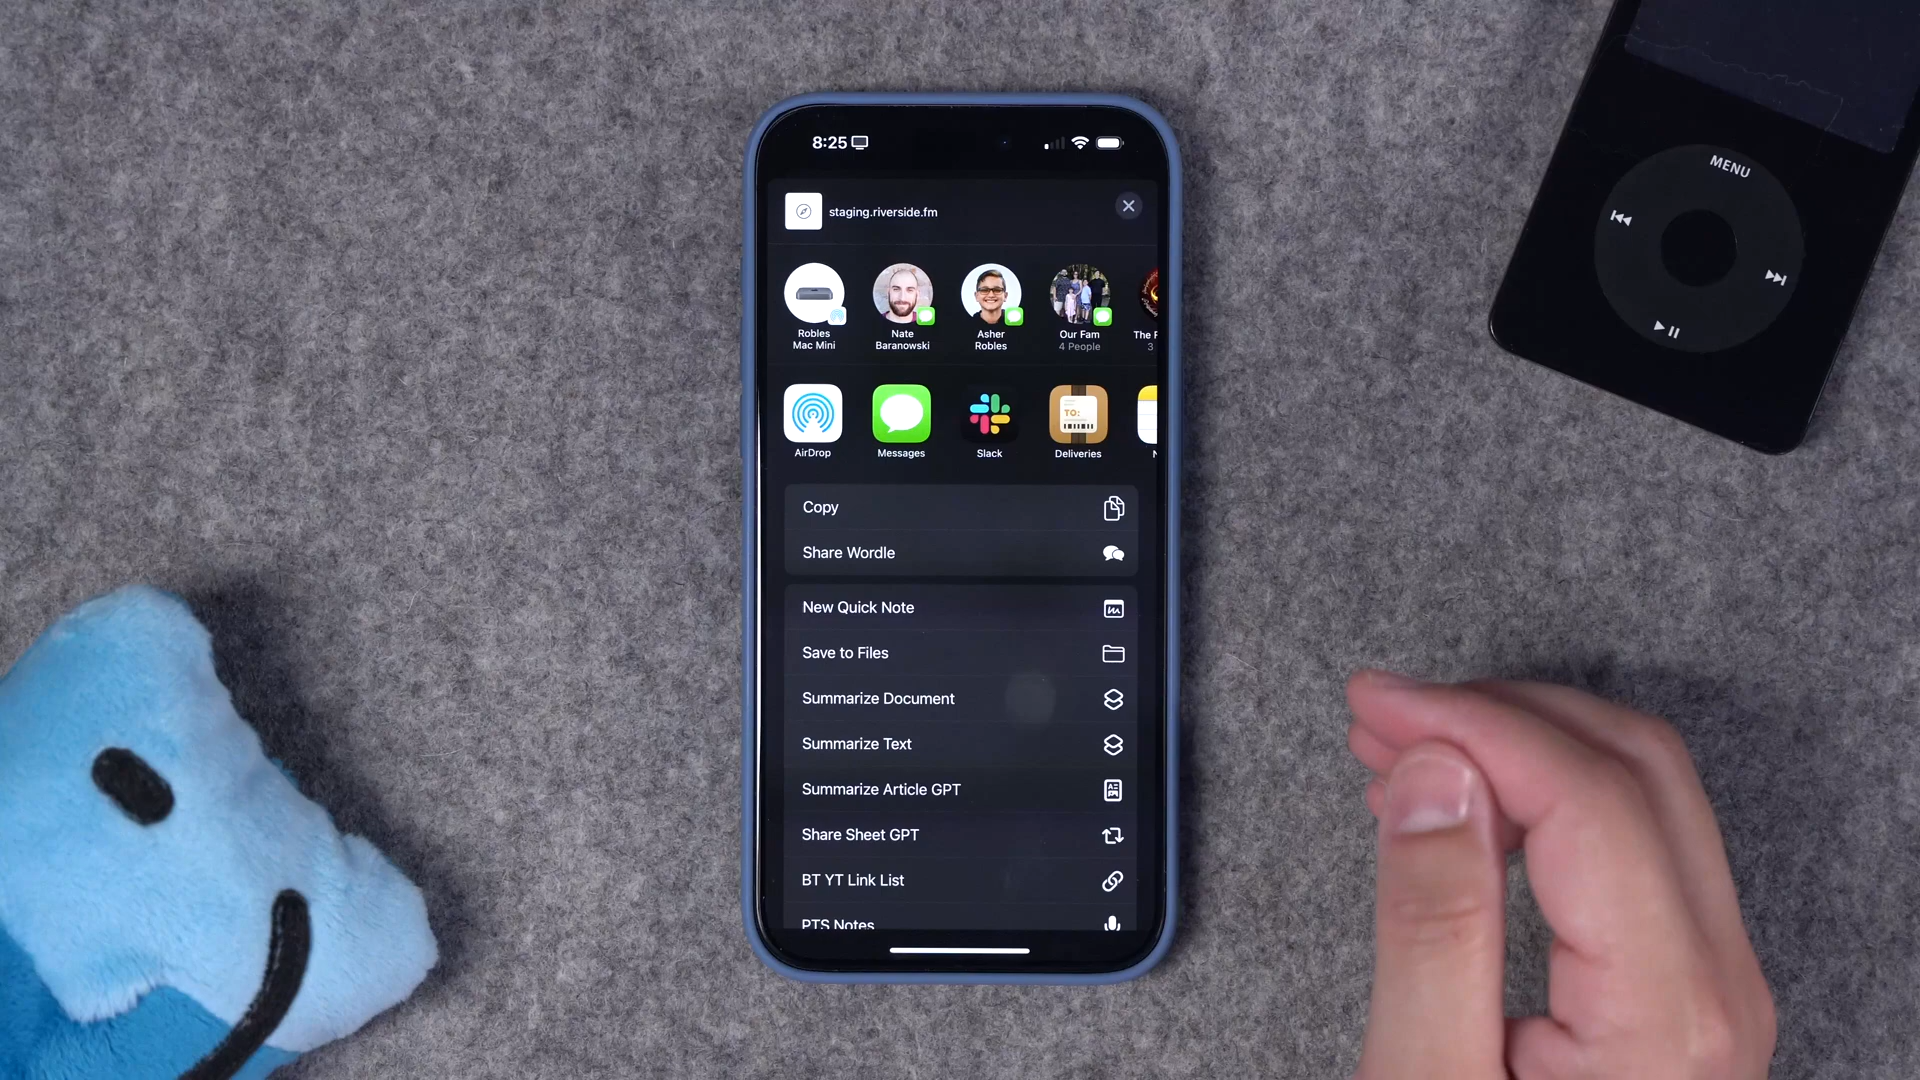 8:25
MENU
staging.riverside.fm
Robles
Mac Mini
Nate
Baranowski
Asher
Robles
Our Fam
4 People
The
3
TO:
AirDrop
Messages
Slack
Deliveries
Copy
Share Wordle
New Quick Note
Save to Files
Summarize Document
Summarize Text
Summarize Article GPT
Share Sheet GPT
BT YT Link List
PTS Notes